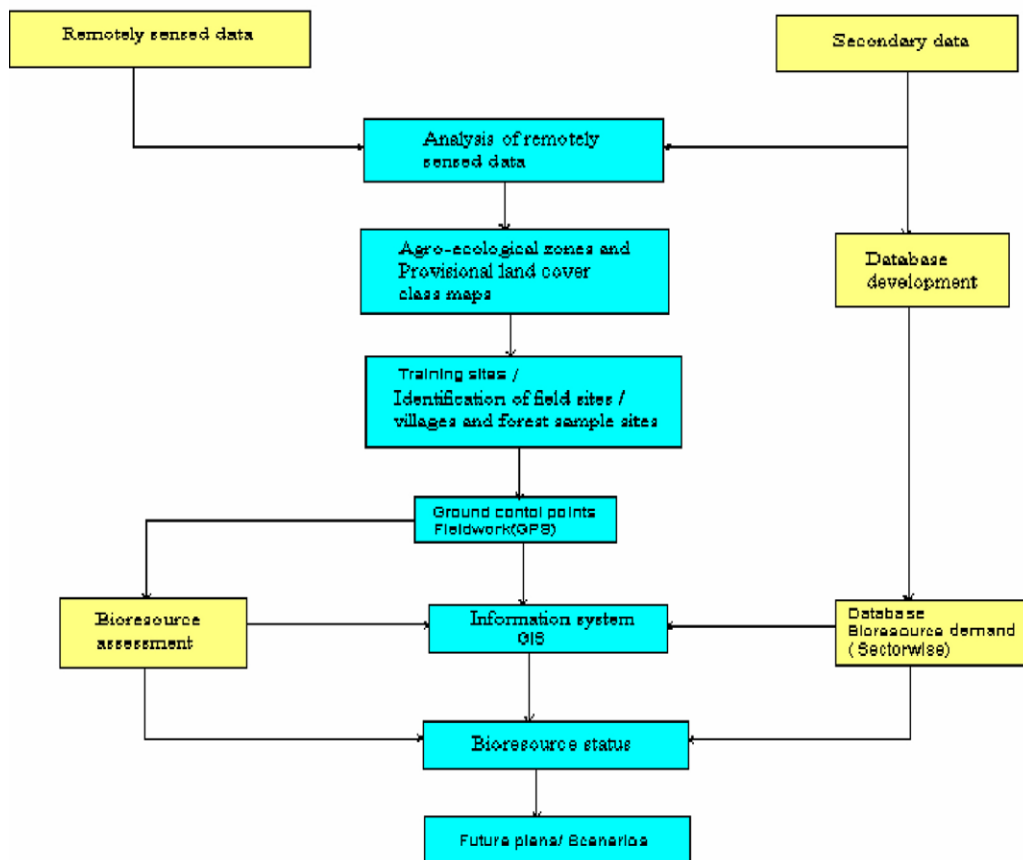 Remotely sensed data
Secondary data
Analysis of remotely
sensed data
Agro-ecological zones and
Provisional land cover
class maps
Database
development
Training sites /
Identification of field sites /
villages and forest sample sites
Ground contol points
Fieldwork(GPS)
Bioresource
assessment
Information system
GIS
Database
Bioresource demand
( Sectorwise)
Bioresource status
Future plans/ Scenarios